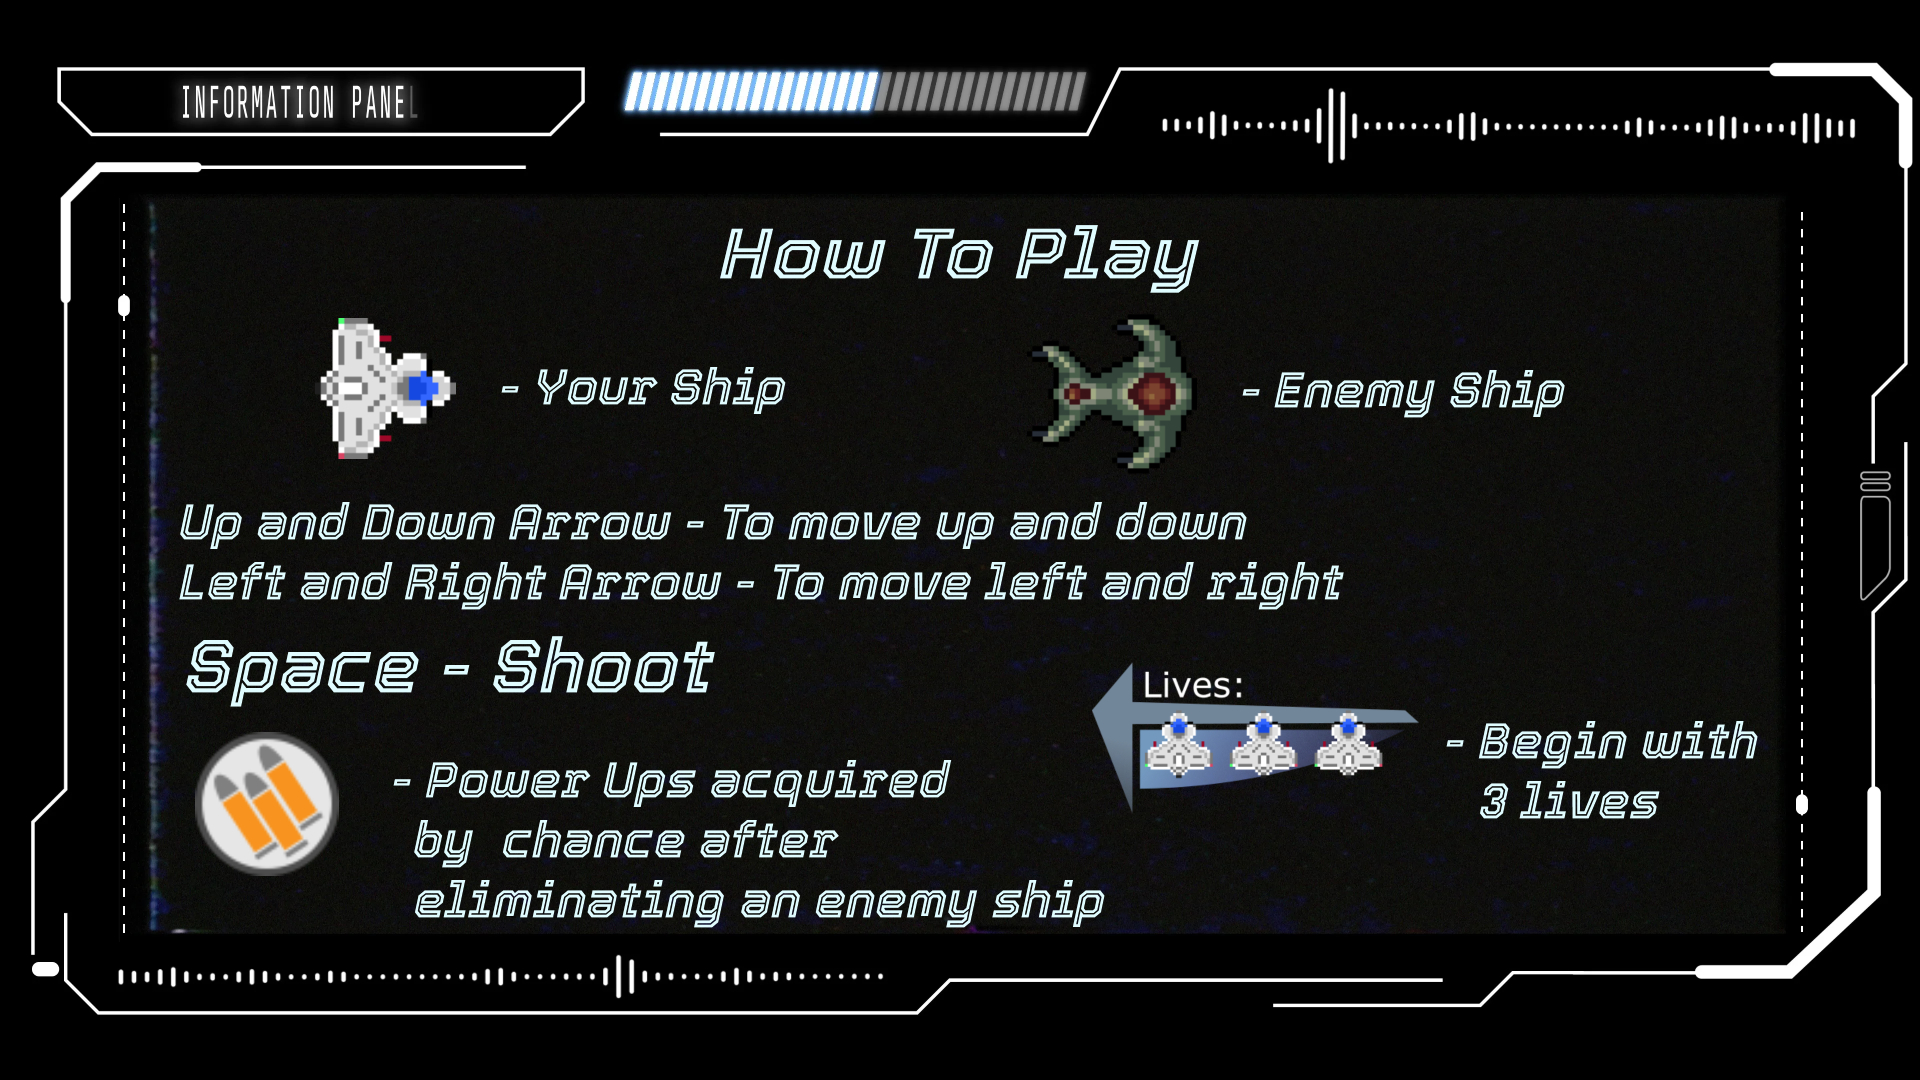 INFORMATION PANEL
How To Play
- Your Ship
- Enemy Ship
Up and Down Arrow - To move up and down
Left and Right Arrow - To move left and right
Space - Shoot
Lives:
- Begin with
3 lives
- Power Ups acquired
by chance after
eliminating an enemy ship